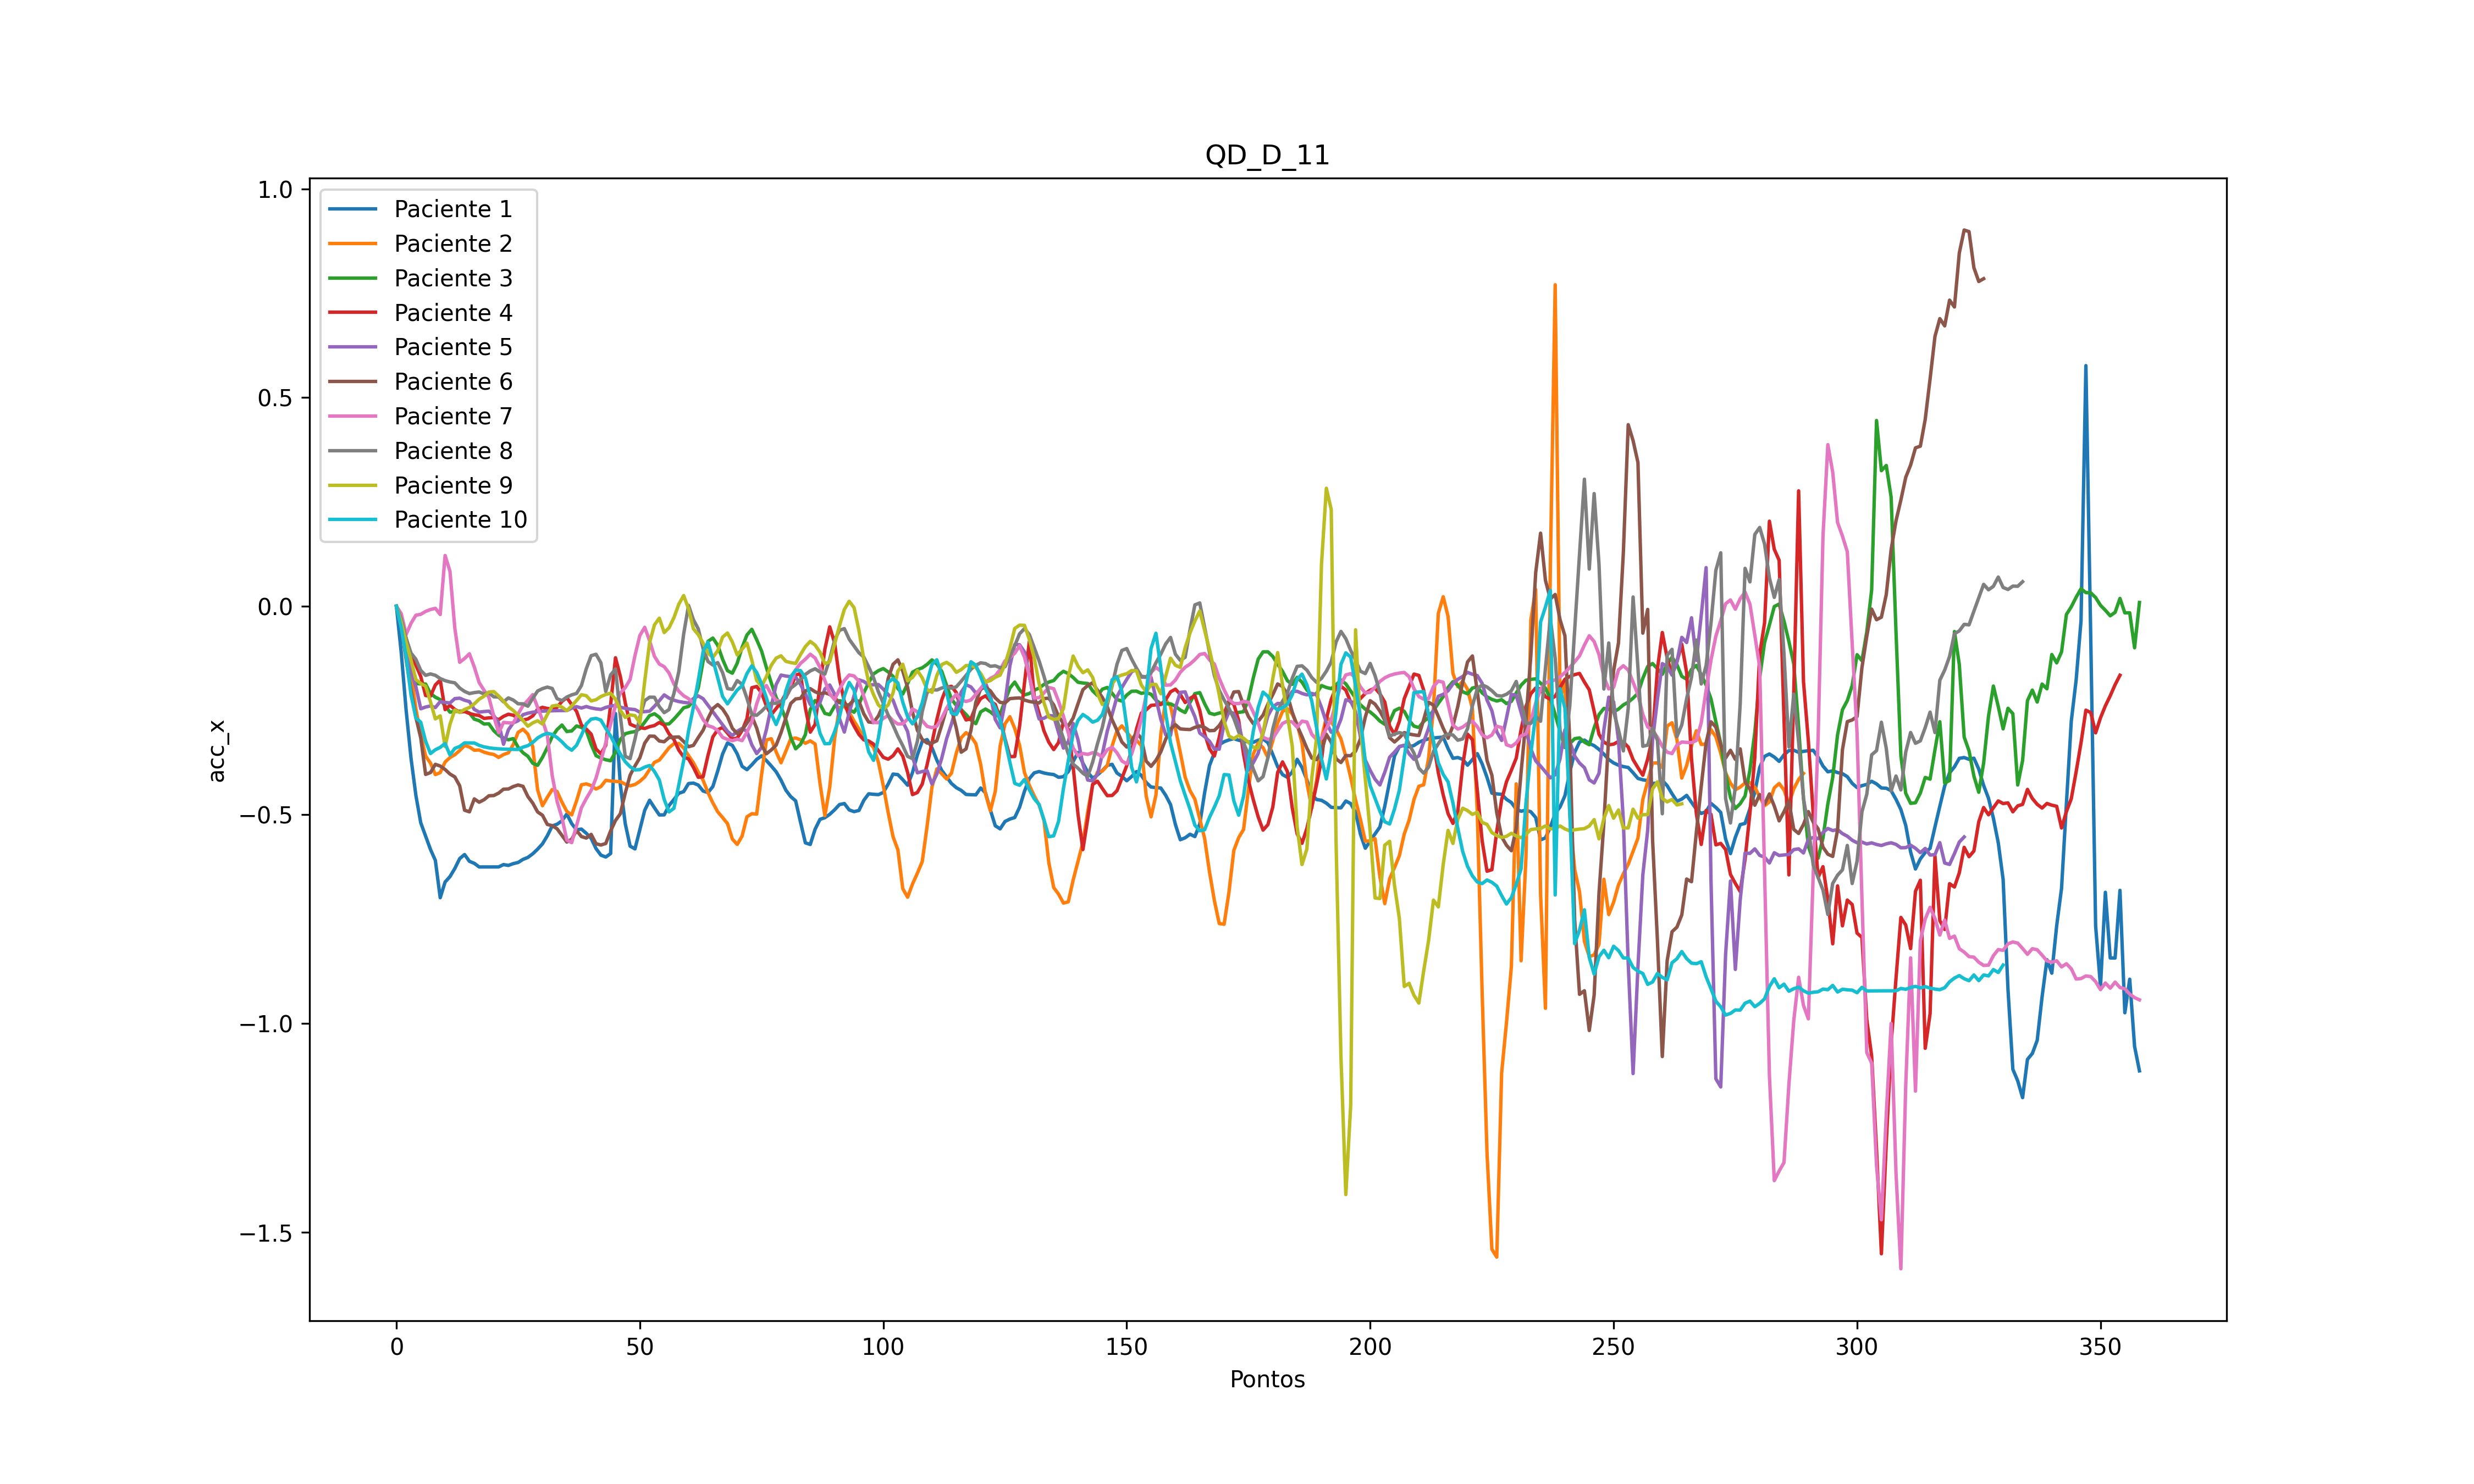 QD_D_11
1.0
0.5
0.0
−0.5
−1.0
−1.5
acc_x
Paciente 1
Paciente 2
Paciente 3
Paciente 4
Paciente 5
Paciente 6
Paciente 7
Paciente 8
Paciente 9
Paciente 10
0 50 100 150 200 250 300 350
Pontos